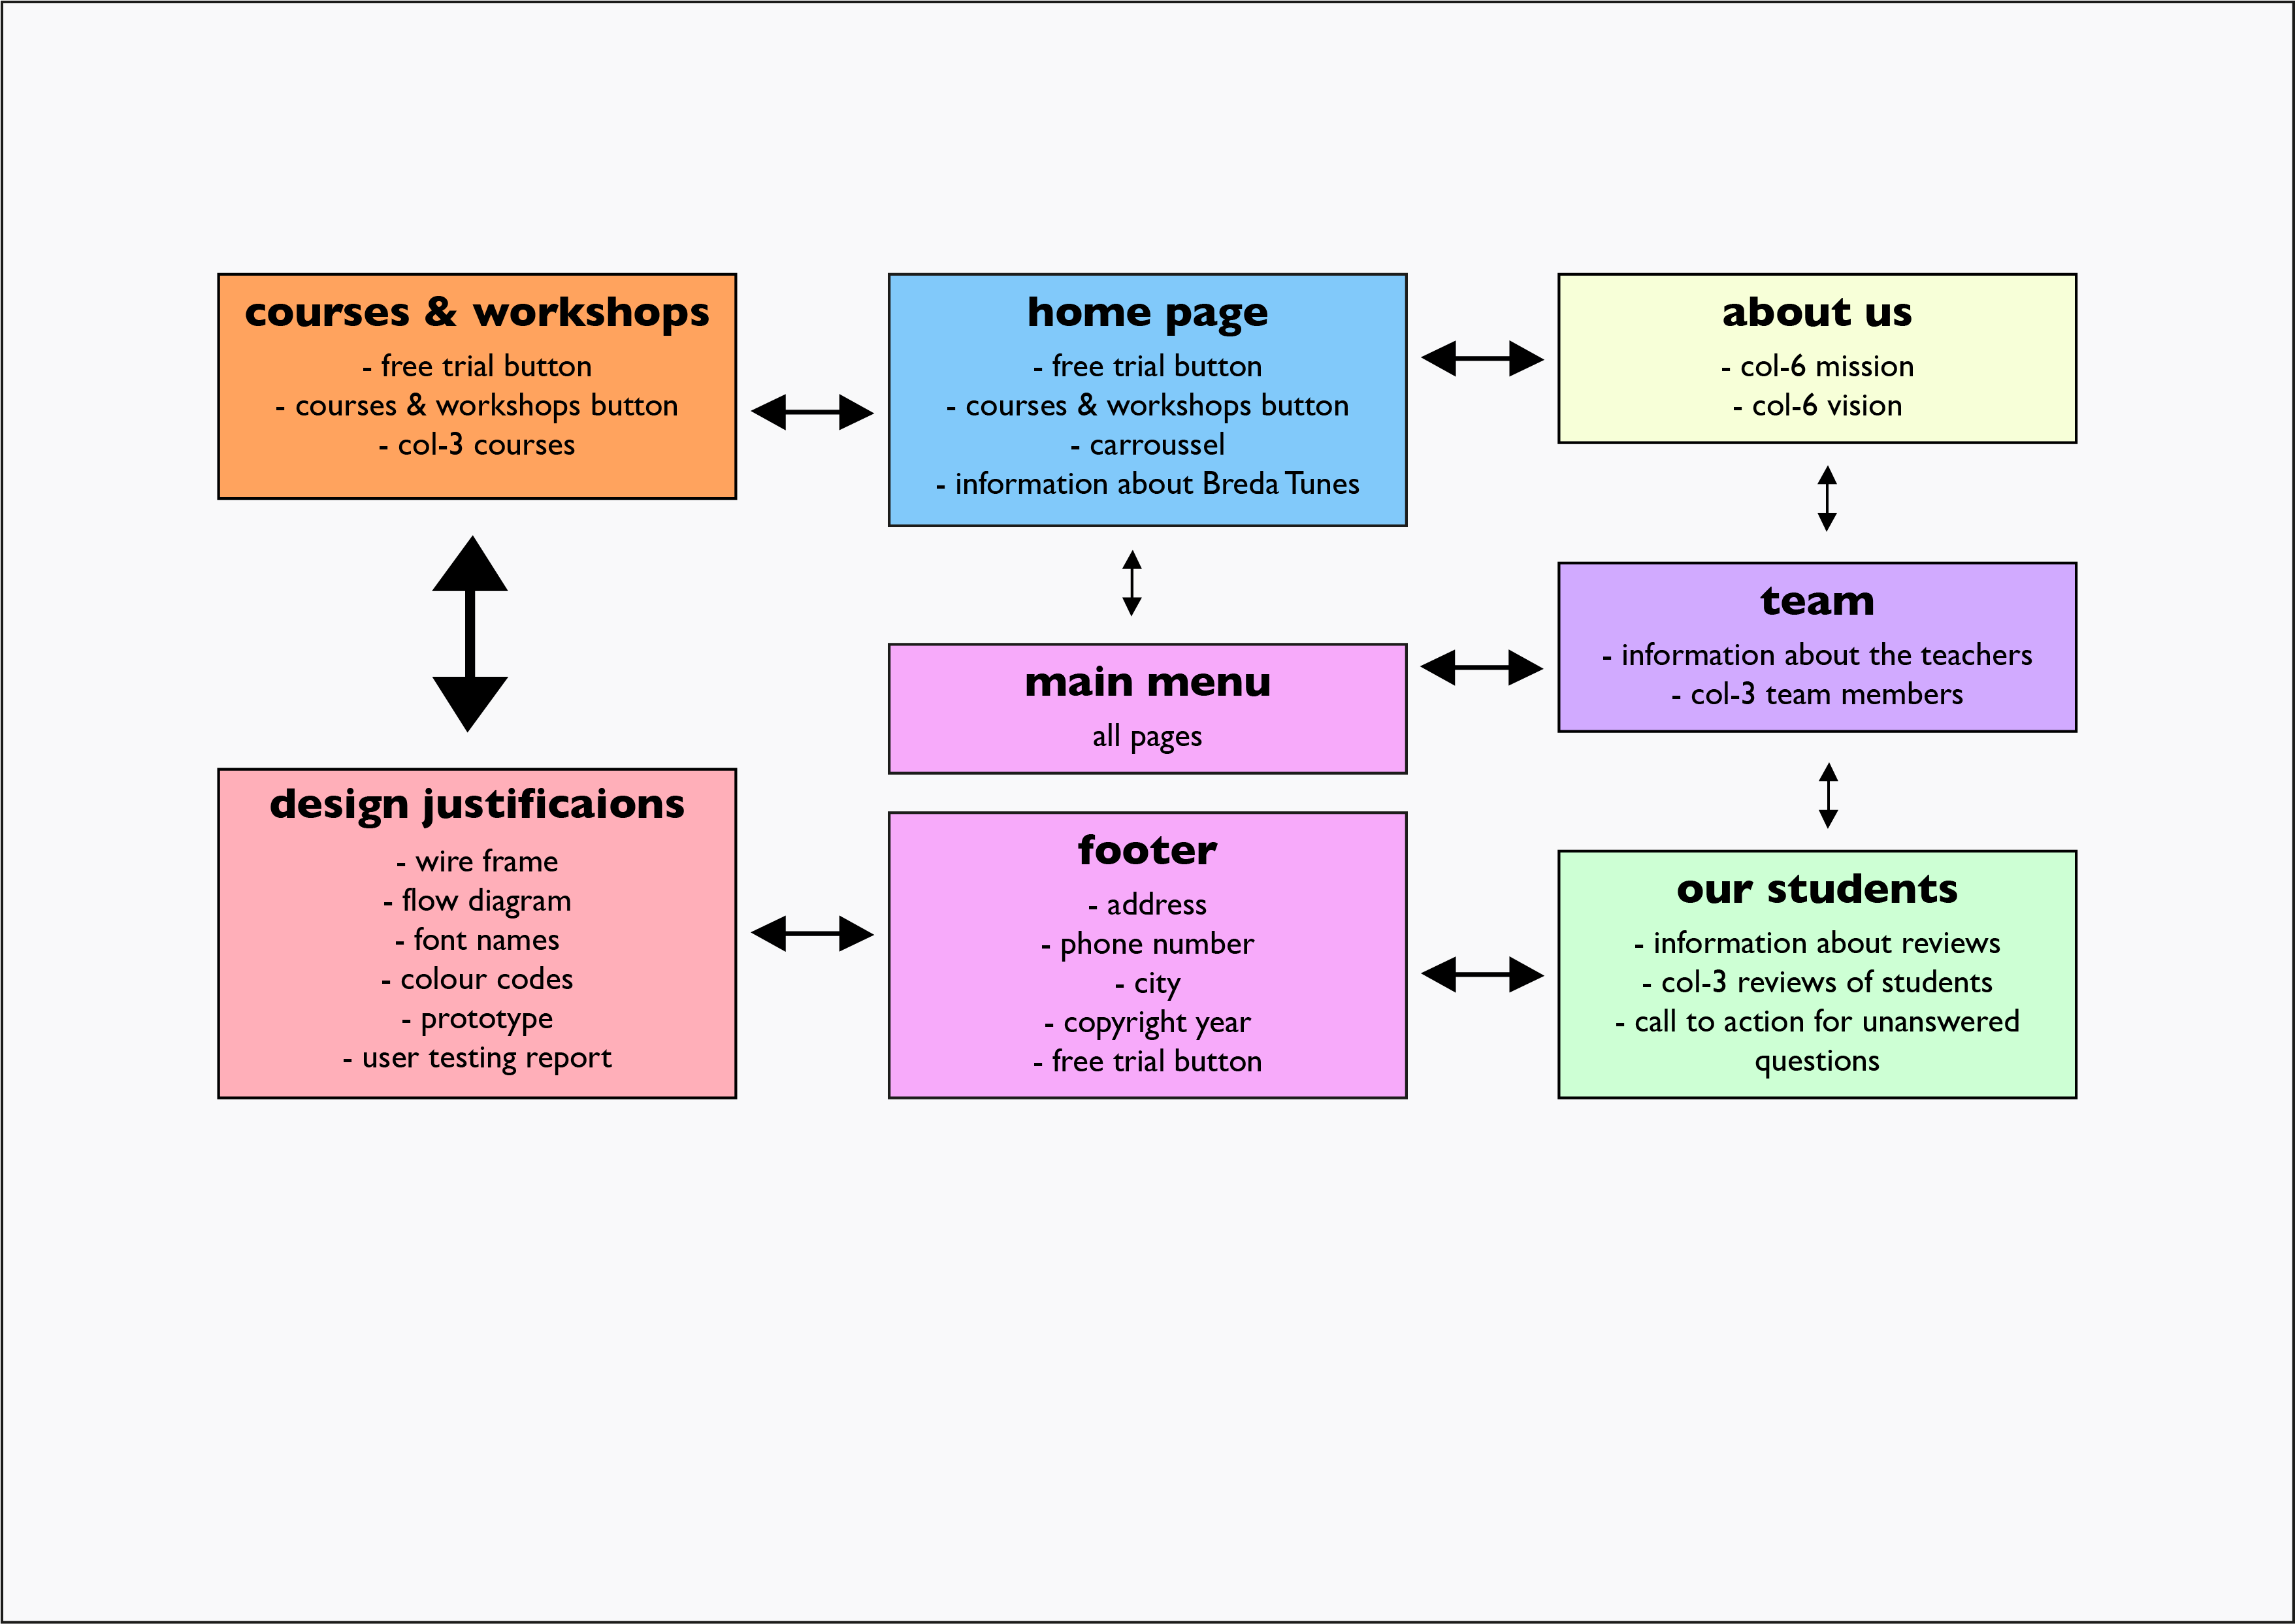 courses & workshops
- free trial button
- courses & workshops button
- col-3 courses
home page
- free trial button
- courses & workshops button
- carroussel
- information about Breda Tunes
about us
- col-6 mission
- col-6 vision
team
- information about the teachers
- col-3 team members
main menu
all pages
design justificaions
- wire frame
- flow diagram
- font names
- colour codes
- prototype
- user testing report
footer
- address
- phone number
- city
- copyright year
- free trial button
our students
- information about reviews
- col-3 reviews of students
- call to action for unanswered
questions